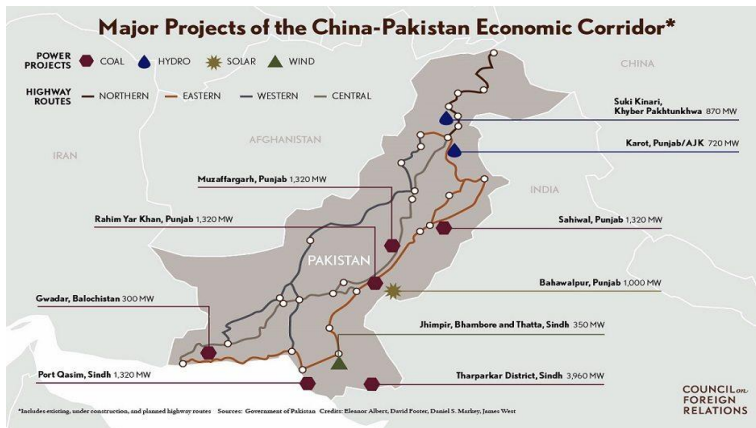 Major Projects of the China-Pakistan Economic Corridor*
POWER
PROJECTS
COAL
HYDRO
SOLAR
WIND
HIGHWAY
ROUTES
NORTHERN
EASTERN
WESTERN
CENTRAL
CHINA
Suki Kinari,
Khyber Pakhtunkhwa 870 MW
AFGHANISTAN
Karot, Punjab/AJK 720 MW
IRAN
Muzaffargarh, Punjab 1,320 MW
INDIA
Rahim Yar Khan, Punjab 1,320 MW
Sahiwal, Punjab 1,320 MW
PAKISTAN
Bahawalpur, Punjab 1,000 MW
Gwadar, Balochistan 300 MW
Jhimpir, Bhambore and Thatta, Sindh 350 MW
Port Qasim, Sindh 1,320 MW
Tharparkar District, Sindh 3,960 MW
COUNCIL on
FOREIGN
RELATIONS
*Includes existing, under construction, and planned highway routes Sources: Government of Pakistan Credits: Eleanor Albert, David Foster, Daniel S. Markey, James West